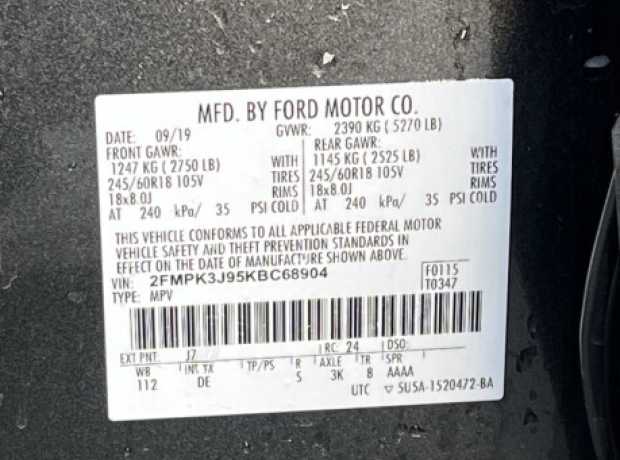 MFD. BY FORD MOTOR CO.
DATE: 09/19 GVWR: 2390 KG ( 5270 LB)
FRONT GAWR: REAR GAWR:
1247 KG ( 2750 LB) WITH 1145 KG ( 2525 LB) WITH
245/60R18 105V TIRES 245/60R18 105V TIRES
18x8.0J RIMS 18x8.0J RIMS
AT 240 kPa/ 35 PSI COLD AT 240 kPa/ 35 PSI COLD
THIS VEHICLE CONFORMS TO ALL APPLICABLE FEDERAL MOTOR
VEHICLE SAFETY AND THEFT PREVENTION STANDARDS IN
EFFECT ON THE DATE OF MANUFACTURE SHOWN ABOVE.
VIN: 2FMPK3J95KBC68904 F0115
TYPE: MPV T0347
EXT PNT: J7 RC: 24 DSO:
WB INT TX TP/PS R AXLE TR SPR
112 DE 5 3K 8 AAAA
UTC ▽ SU5A-1520472-BA